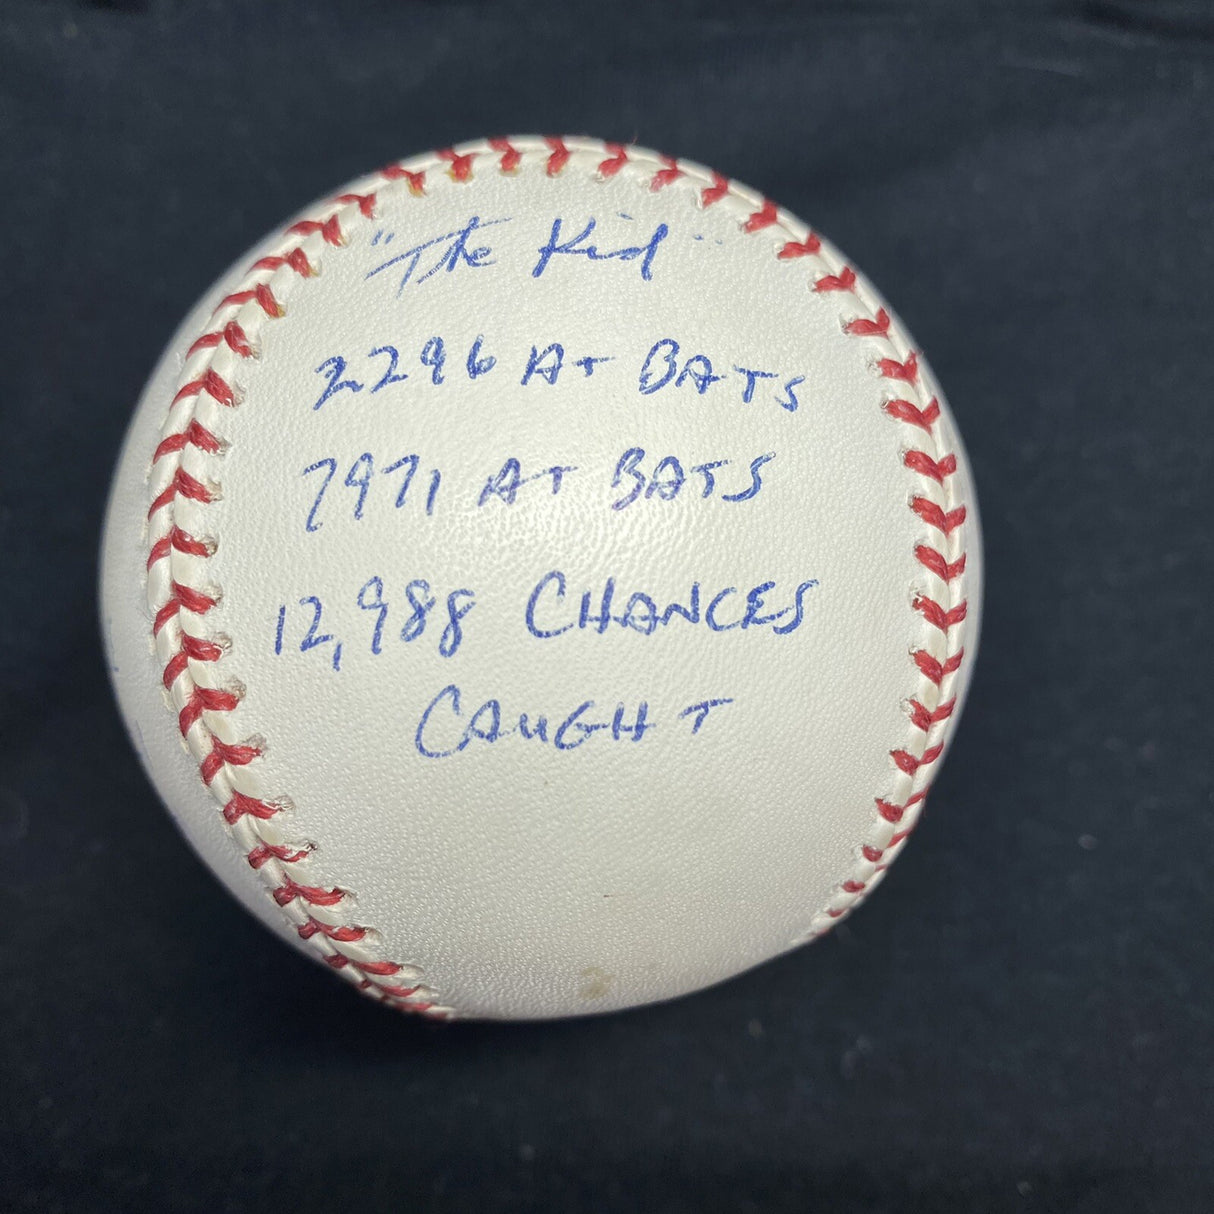 "The Kid"
2296 At BATS
7971 At BATS
12,988 CHANCES
CAUGHT